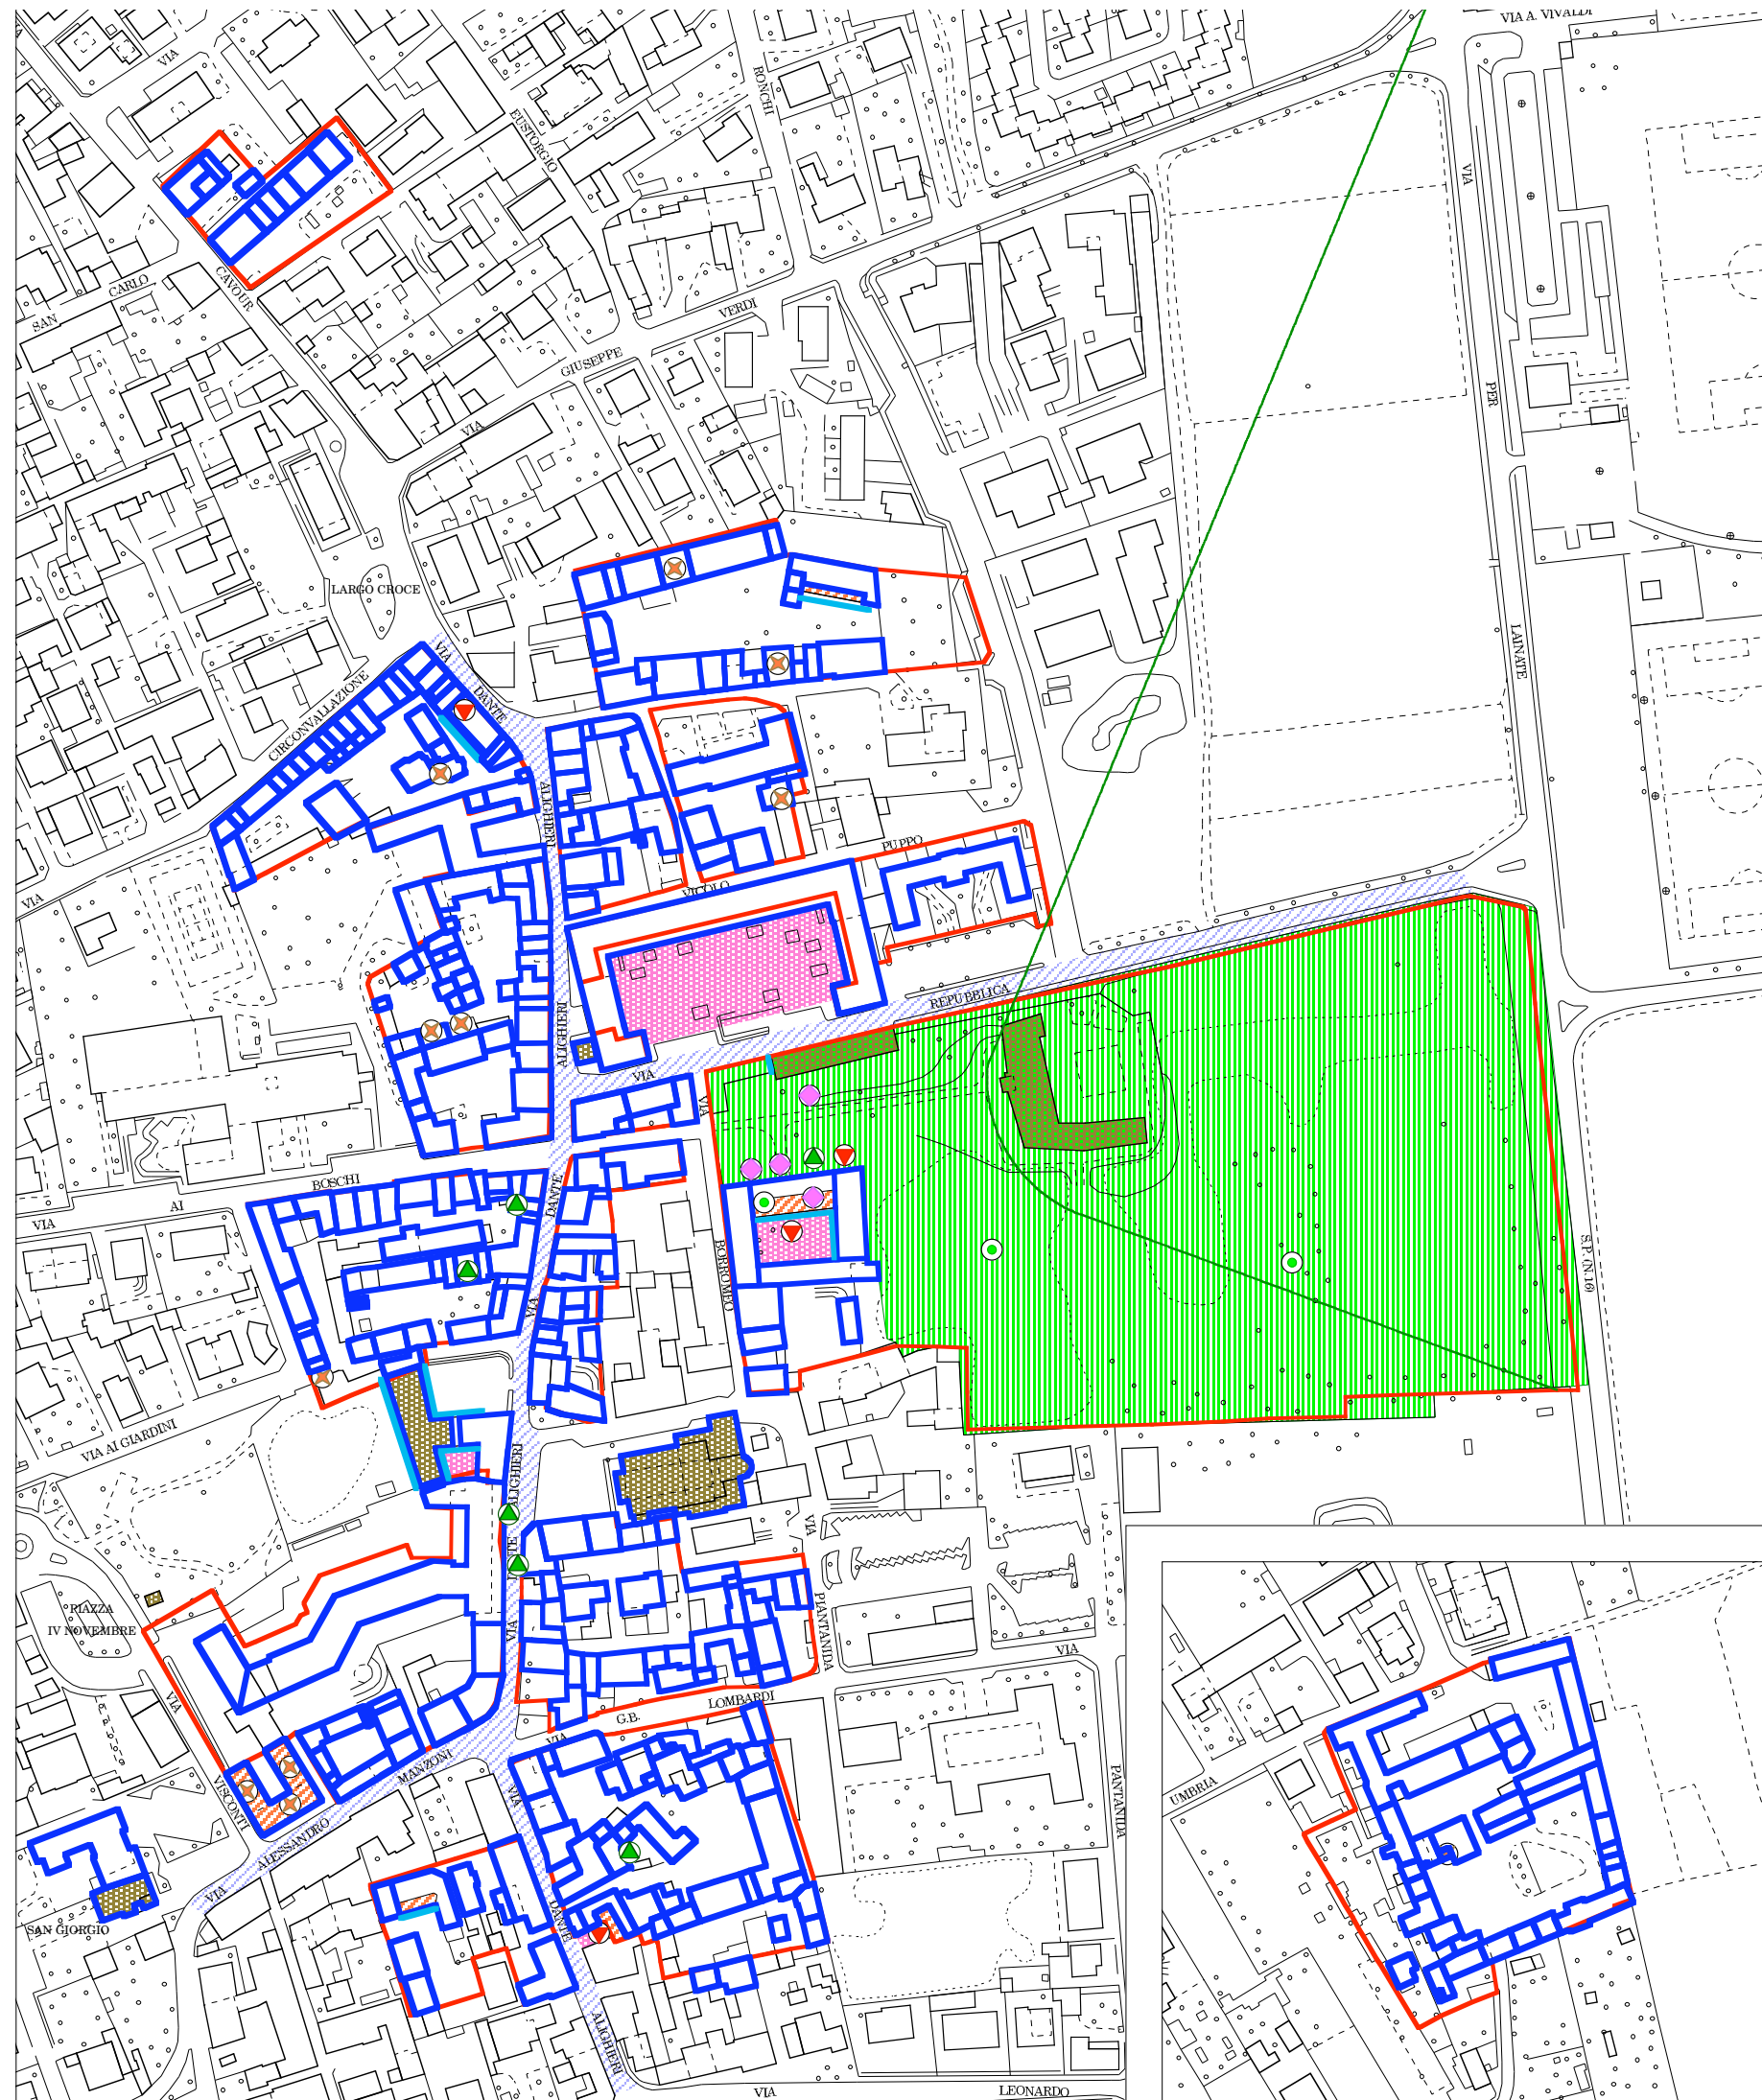 VIA A. VIVALDI
VIA
RONCHI
EUSTORGIO
VIA
SAN
CARLO
CAVOUR
VERDI
GIUSEPPE
VIA
PER
LARGO CROCE
LAINATE
VIA
DANTE
CIRCONVALLAZIONE
ALIGHIERI
PUPPO
VICOLO
VIA
REPUBBLICA
ALIGHIERI
VIA
VIA
BOSCHI
AI
VIA
DANTE
BORROMEO
S.P. (N.16)
VIA
VIA AI GIARDINI
ALIGHIERI
VIA
PIAZZA
IV NOVEMBRE
VIA
PIANTANIDA
VIA
VIA
LOMBARDI
G.B.
VIA
MANZONI
VISCONTI
VIA
PANTANIDA
UMBRIA
ALESSANDRO
VIA
SAN GIORGIO
DANTE
ALIGHIERI
VIA
LEONARDO